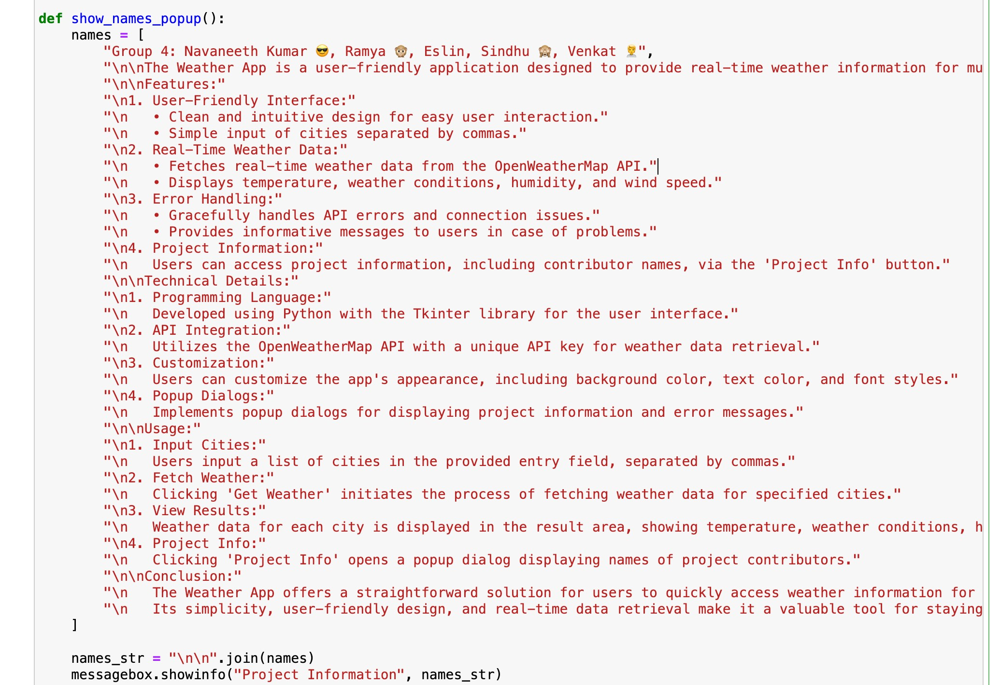 def show_names_popup():
    names = [
        "Group 4: Navaneeth Kumar 😎, Ramya 🙊, Eslin, Sindhu 🙈, Venkat 👨‍💼",
        "\n\nThe Weather App is a user-friendly application designed to provide real-time weather information for mu
        "\n\nFeatures:"
        "\n1. User-Friendly Interface:"
        "\n   • Clean and intuitive design for easy user interaction."
        "\n   • Simple input of cities separated by commas."
        "\n2. Real-Time Weather Data:"
        "\n   • Fetches real-time weather data from the OpenWeatherMap API."
        "\n   • Displays temperature, weather conditions, humidity, and wind speed."
        "\n3. Error Handling:"
        "\n   • Gracefully handles API errors and connection issues."
        "\n   • Provides informative messages to users in case of problems."
        "\n4. Project Information:"
        "\n   Users can access project information, including contributor names, via the 'Project Info' button."
        "\n\nTechnical Details:"
        "\n1. Programming Language:"
        "\n   Developed using Python with the Tkinter library for the user interface."
        "\n2. API Integration:"
        "\n   Utilizes the OpenWeatherMap API with a unique API key for weather data retrieval."
        "\n3. Customization:"
        "\n   Users can customize the app's appearance, including background color, text color, and font styles."
        "\n4. Popup Dialogs:"
        "\n   Implements popup dialogs for displaying project information and error messages."
        "\n\nUsage:"
        "\n1. Input Cities:"
        "\n   Users input a list of cities in the provided entry field, separated by commas."
        "\n2. Fetch Weather:"
        "\n   Clicking 'Get Weather' initiates the process of fetching weather data for specified cities."
        "\n3. View Results:"
        "\n   Weather data for each city is displayed in the result area, showing temperature, weather conditions, h
        "\n4. Project Info:"
        "\n   Clicking 'Project Info' opens a popup dialog displaying names of project contributors."
        "\n\nConclusion:"
        "\n   The Weather App offers a straightforward solution for users to quickly access weather information for
        "\n   Its simplicity, user-friendly design, and real-time data retrieval make it a valuable tool for staying
    ]
    names_str = "\n\n".join(names)
    messagebox.showinfo("Project Information", names_str)